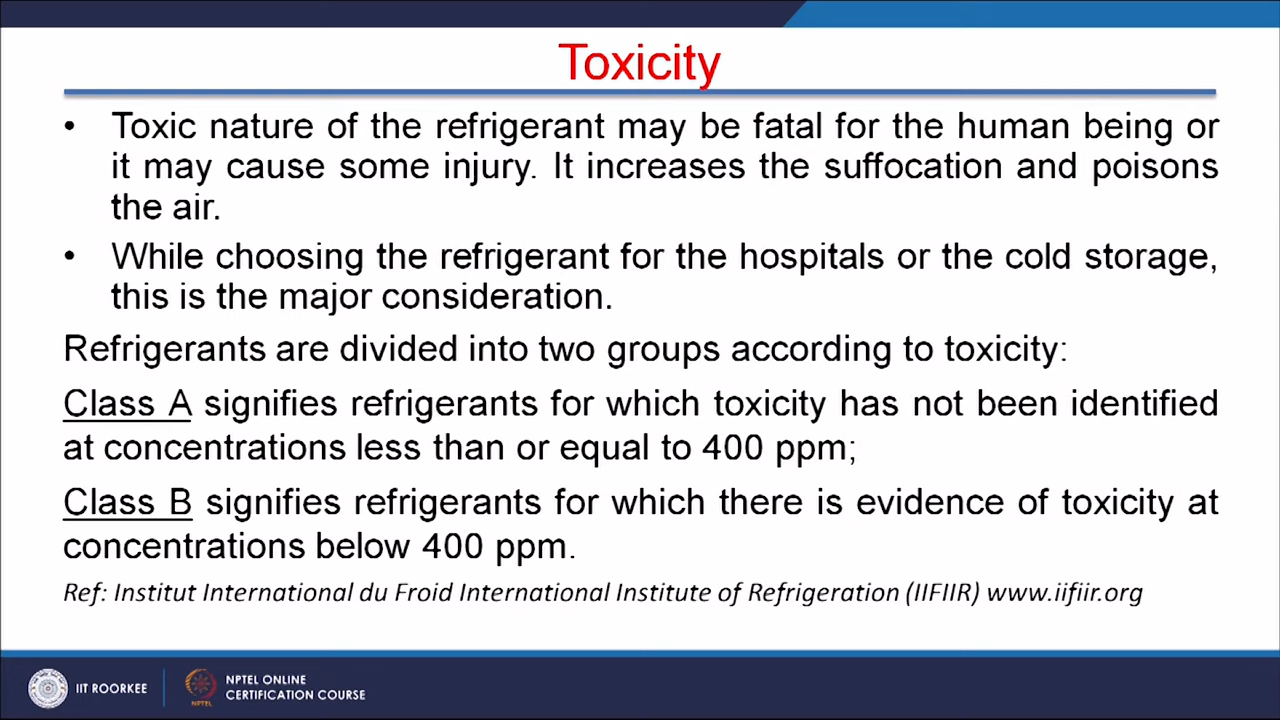 Toxicity
• Toxic nature of the refrigerant may be fatal for the human being or
it may cause some injury. It increases the suffocation and poisons
the air.
• While choosing the refrigerant for the hospitals or the cold storage,
this is the major consideration.
Refrigerants are divided into two groups according to toxicity:
Class A signifies refrigerants for which toxicity has not been identified
at concentrations less than or equal to 400 ppm;
Class B signifies refrigerants for which there is evidence of toxicity at
concentrations below 400 ppm.
Ref: Institut International du Froid International Institute of Refrigeration (IIFIIR) www.iifiir.org
IIT ROORKEE
NPTEL
NPTEL ONLINE
CERTIFICATION COURSE